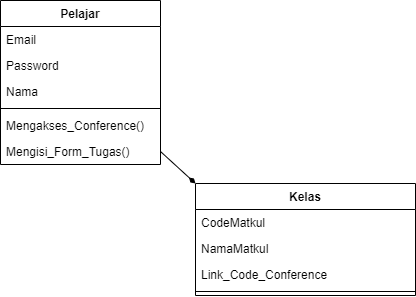 Pelajar
Email
Password
Nama
Mengakses_Conference()
Mengisi_Form_Tugas()
Kelas
CodeMatkul
NamaMatkul
Link_Code_Conference